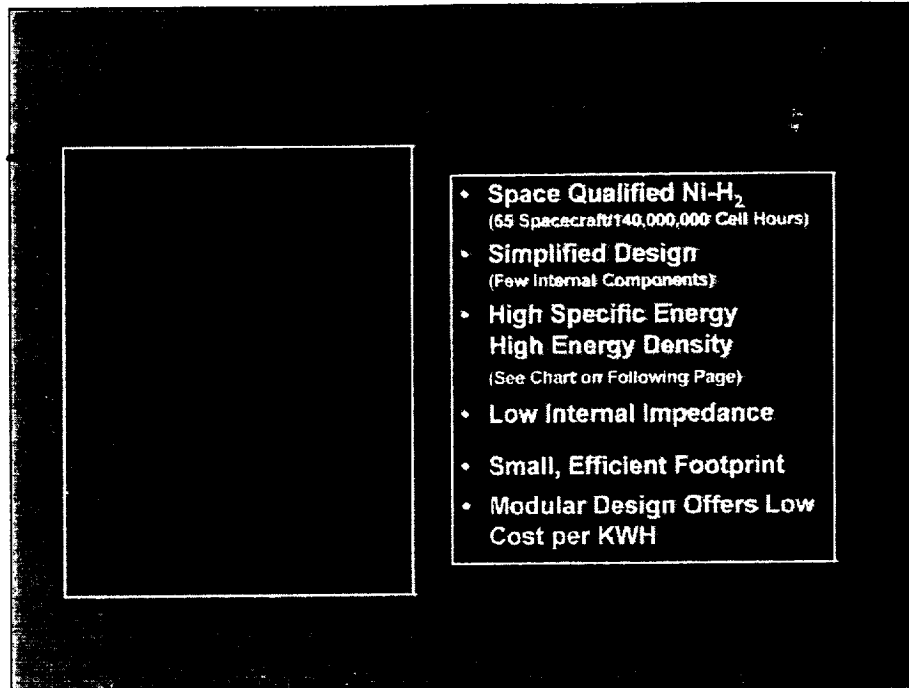 • Space Qualified Ni-H₂
(65 Spacecraft/140,000,000 Cell Hours)
• Simplified Design
(Few Internal Components)
• High Specific Energy
High Energy Density
(See Chart on Following Page)
• Low Internal Impedance
• Small, Efficient Footprint
• Modular Design Offers Low
Cost per KWH